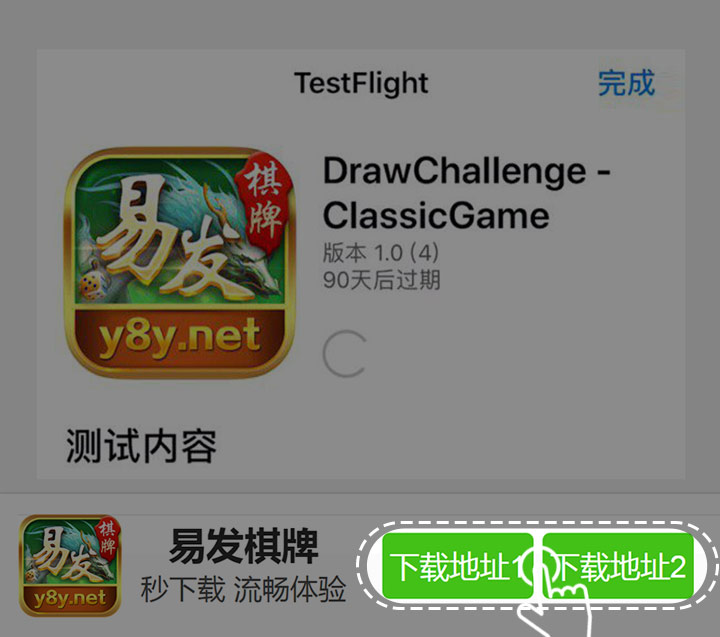 TestFlight
完成
棋牌
易发
y8y.net
DrawChallenge -
ClassicGame
版本 1.0 (4)
90天后过期
测试内容
棋牌
易发
y8y.net
易发棋牌
秒下载 流畅体验
下载地址1
下载地址2